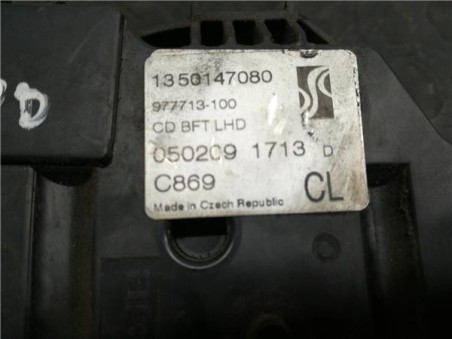 1350147080
977713-100
CD BFT LHD
050209 1713 D
C869
CL
Made in Czech Republic
D